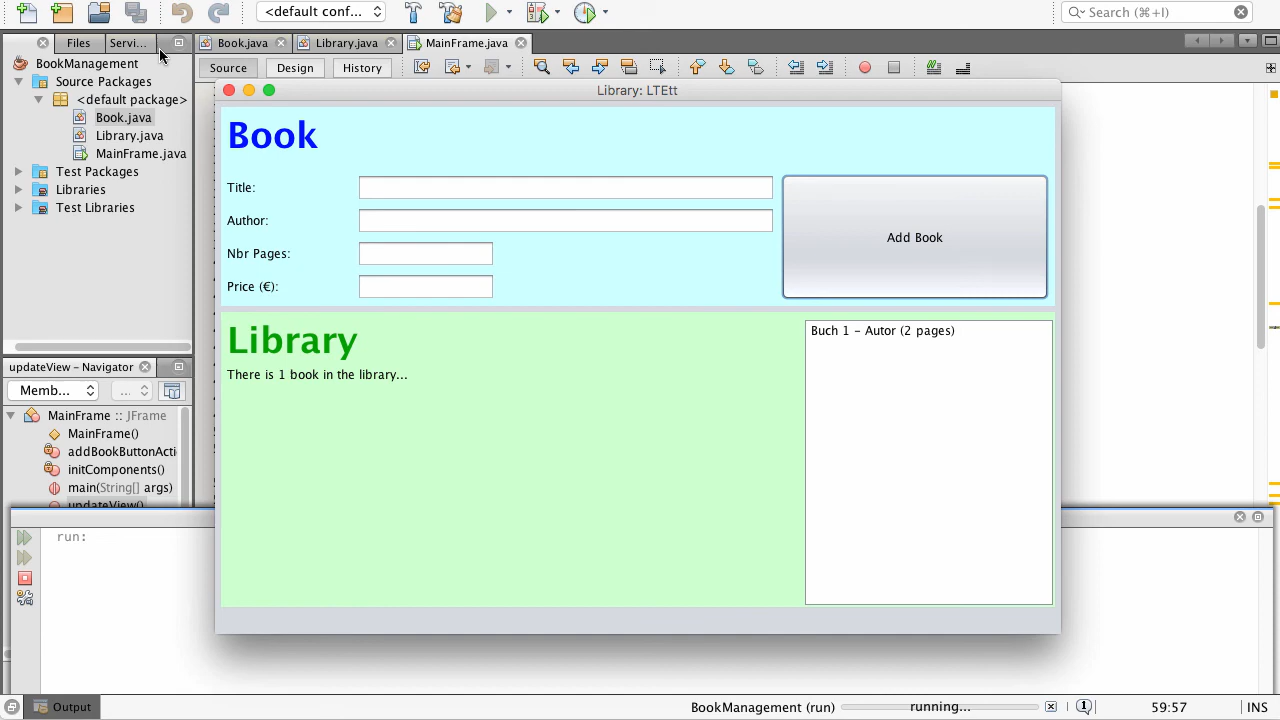 <default conf...
Search (⌘+I)
Files
Servi...
Book.java
Library.java
MainFrame.java
Source
Design
History
BookManagement
Source Packages
<default package>
Book.java
Library.java
MainFrame.java
Test Packages
Libraries
Test Libraries
updateView – Navigator
Memb...
...
MainFrame :: JFrame
MainFrame()
addBookButtonActi
initComponents()
main(String[] args)
updateView()
Library: LTEtt
Book
Title:
Author:
Nbr Pages:
Price (€):
Add Book
Library
There is 1 book in the library...
Buch 1 – Autor (2 pages)
run:
Output
BookManagement (run)
running...
1
59:57
INS